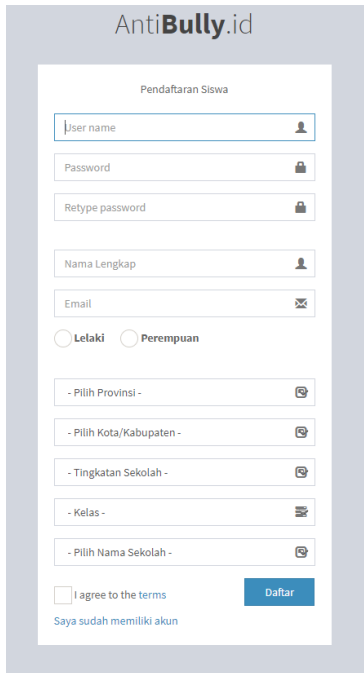 AntiBully.id
Pendaftaran Siswa
User name
Password
Retype password
Nama Lengkap
Email
Lelaki Perempuan
- Pilih Provinsi -
- Pilih Kota/Kabupaten -
- Tingkatan Sekolah -
- Kelas -
- Pilih Nama Sekolah -
I agree to the terms Daftar
Saya sudah memiliki akun